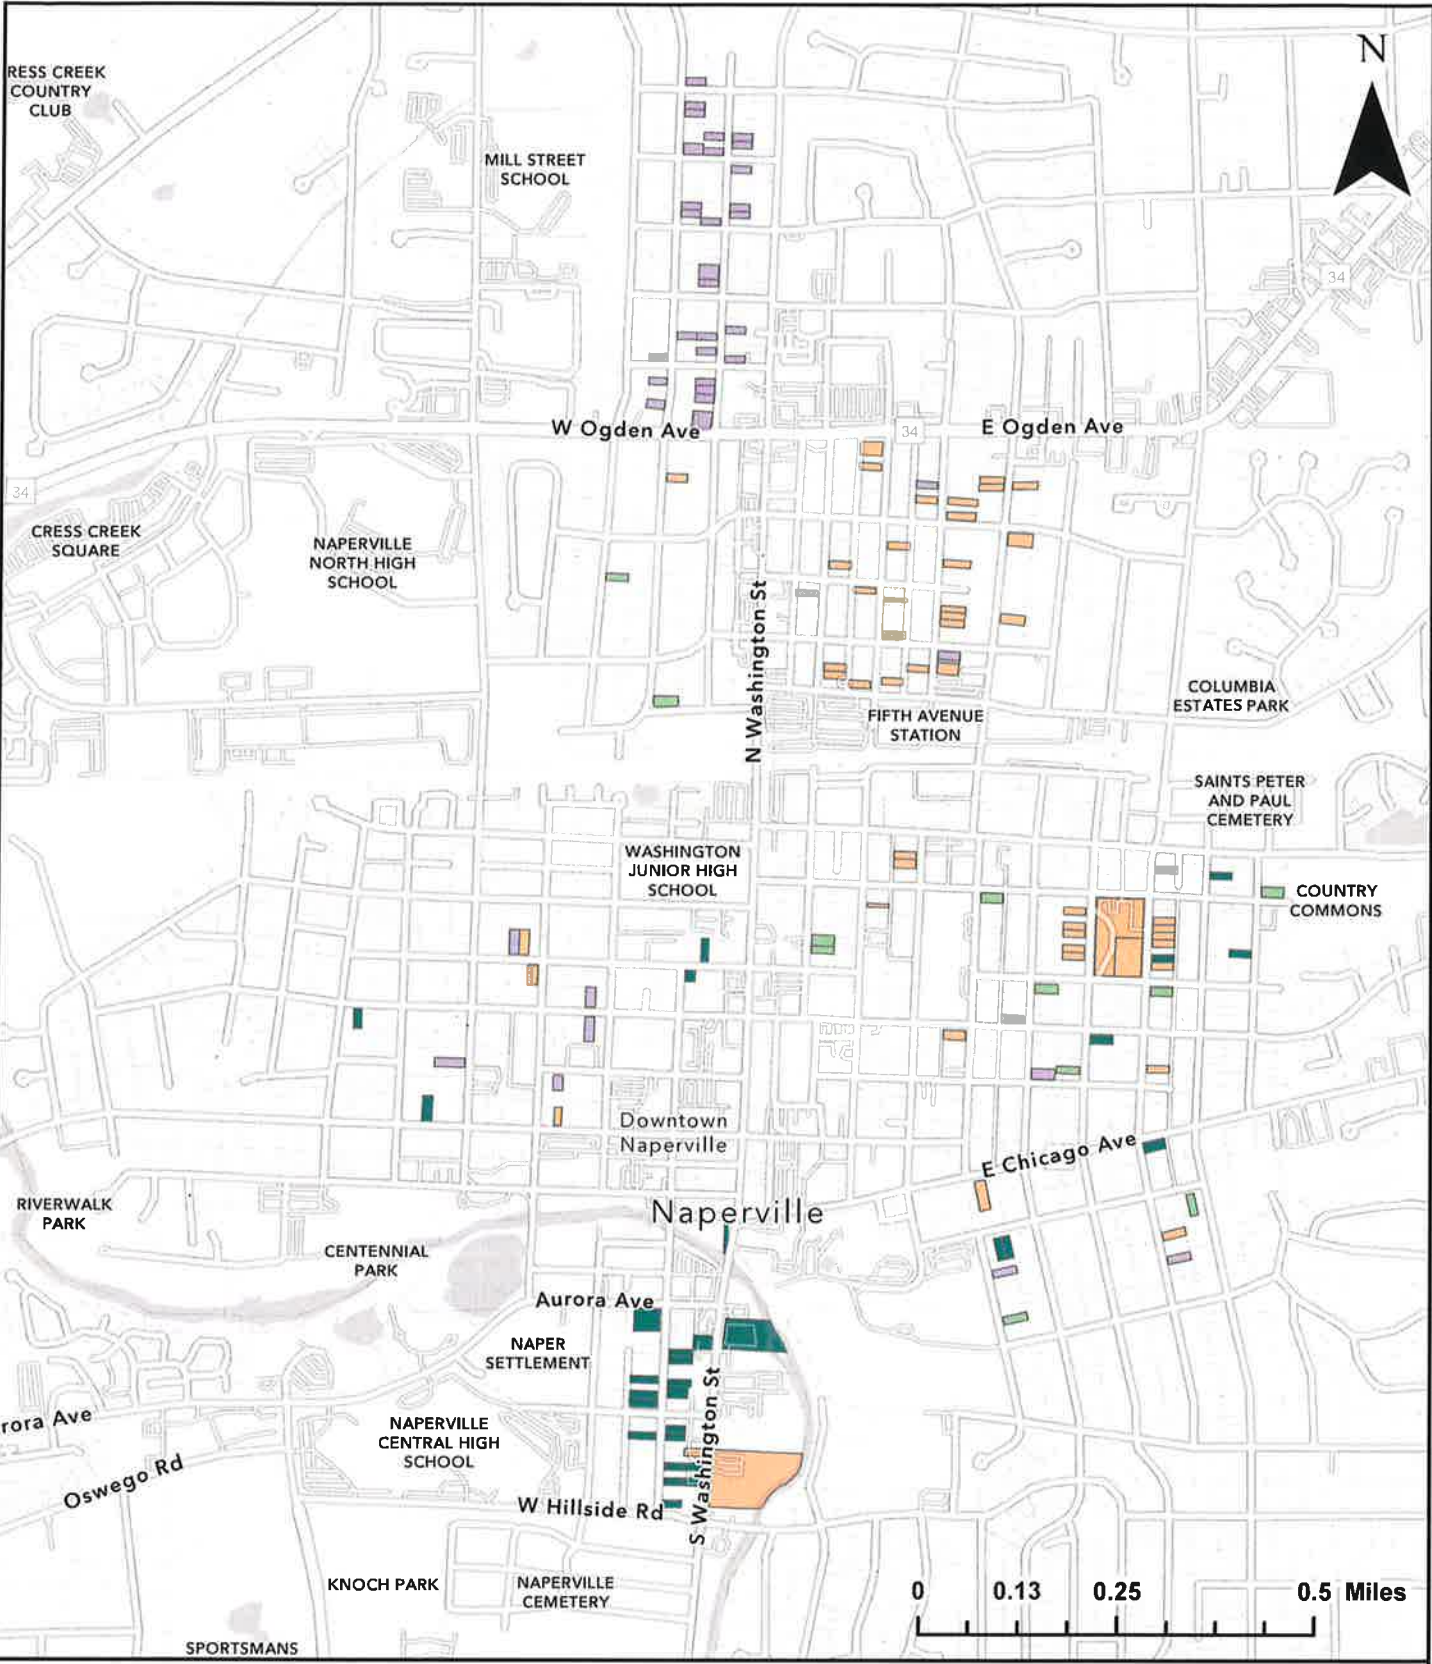 N
RESS CREEK
COUNTRY
CLUB
MILL STREET
SCHOOL
34
W Ogden Ave
34
E Ogden Ave
34
CRESS CREEK
SQUARE
NAPERVILLE
NORTH HIGH
SCHOOL
N Washington St
COLUMBIA
ESTATES PARK
FIFTH AVENUE
STATION
SAINTS PETER
AND PAUL
CEMETERY
WASHINGTON
JUNIOR HIGH
SCHOOL
COUNTRY
COMMONS
Downtown
Naperville
E Chicago Ave
RIVERWALK
PARK
Naperville
CENTENNIAL
PARK
Aurora Ave
NAPER
SETTLEMENT
S Washington St
rora Ave
NAPERVILLE
CENTRAL HIGH
SCHOOL
Oswego Rd
W Hillside Rd
KNOCH PARK
NAPERVILLE
CEMETERY
0 0.13 0.25 0.5 Miles
SPORTSMANS